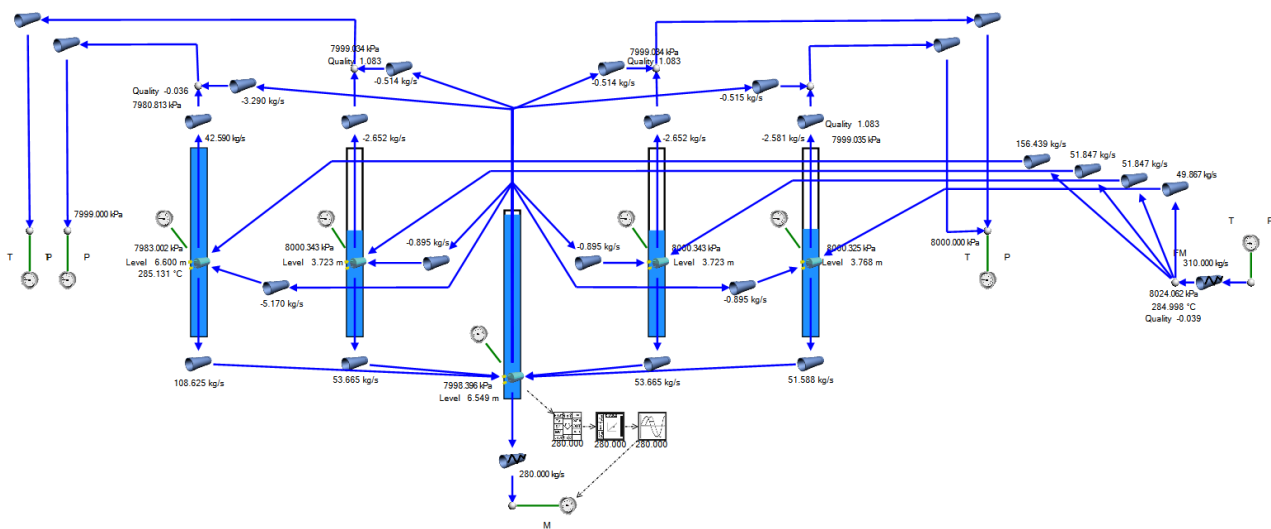 7999.034 kPa
Quality 1.083
-0.514 kg/s
7999.034 kPa
Quality 1.083
-0.514 kg/s
Quality -0.036
7980.813 kPa
-3.290 kg/s
-0.515 kg/s
42.590 kg/s
-2.652 kg/s
-2.652 kg/s
-2.581 kg/s
Quality 1.083
7999.035 kPa
156.439 kg/s
51.847 kg/s
51.847 kg/s
49.867 kg/s
7999.000 kPa
T
P
P
7983.002 kPa
Level 6.600 m
285.131 °C
8000.343 kPa
Level 3.723 m
-0.895 kg/s
-5.170 kg/s
-0.895 kg/s
8000.343 kPa
Level 3.723 m
-0.895 kg/s
8000.325 kPa
Level 3.768 m
8000.000 kPa
T
P
T
P
FM
310.000 kg/s
8024.062 kPa
284.998 °C
Quality -0.039
108.625 kg/s
53.665 kg/s
7998.396 kPa
Level 6.549 m
53.665 kg/s
51.588 kg/s
280.000
280.000
280.000
280.000 kg/s
M